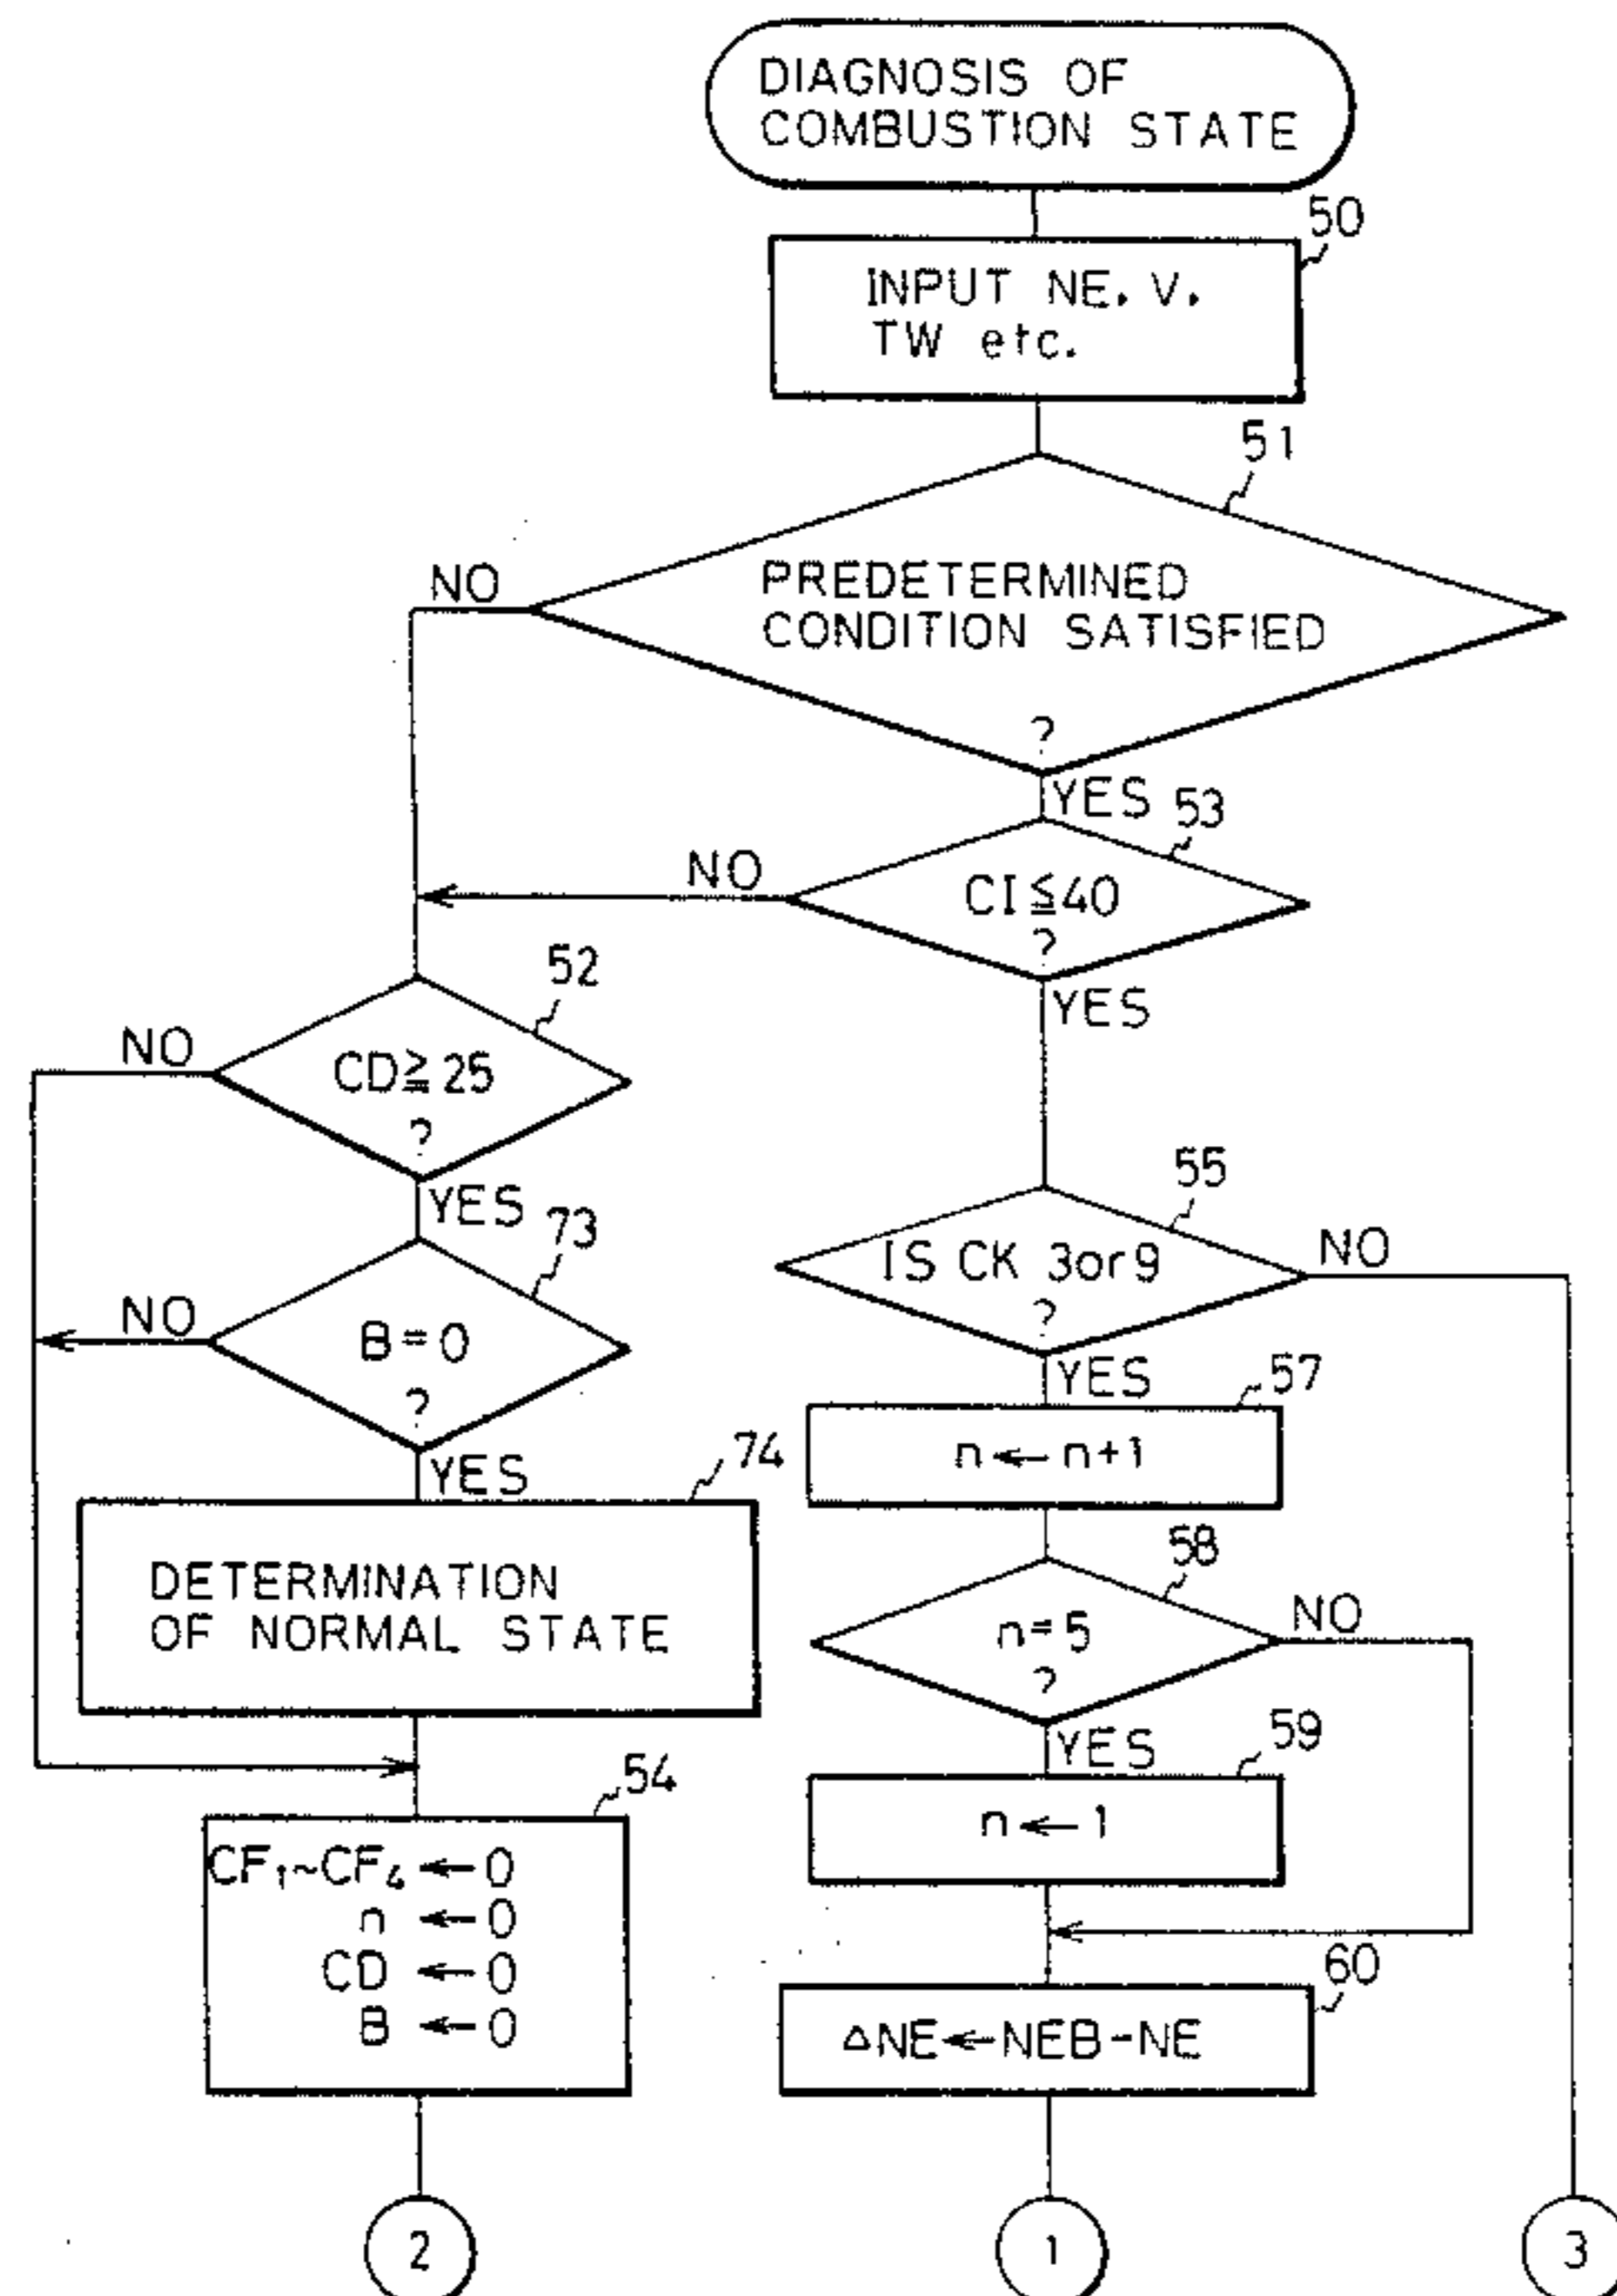 DIAGNOSIS OF
COMBUSTION STATE
50
INPUT NE. V.
TW etc.
51
NO
PREDETERMINED
CONDITION SATISFIED
?
YES
53
NO
CI≦40
?
YES
52
NO
CD≧25
?
YES
55
IS CK 3or9
?
NO
YES
73
NO
B=0
?
YES
57
n←n+1
74
DETERMINATION
OF NORMAL STATE
58
n=5
?
NO
YES
59
n←1
54
CF₁~CF₄ ←0
n ←0
CD ←0
B ←0
60
△NE←NEB-NE
2
1
3